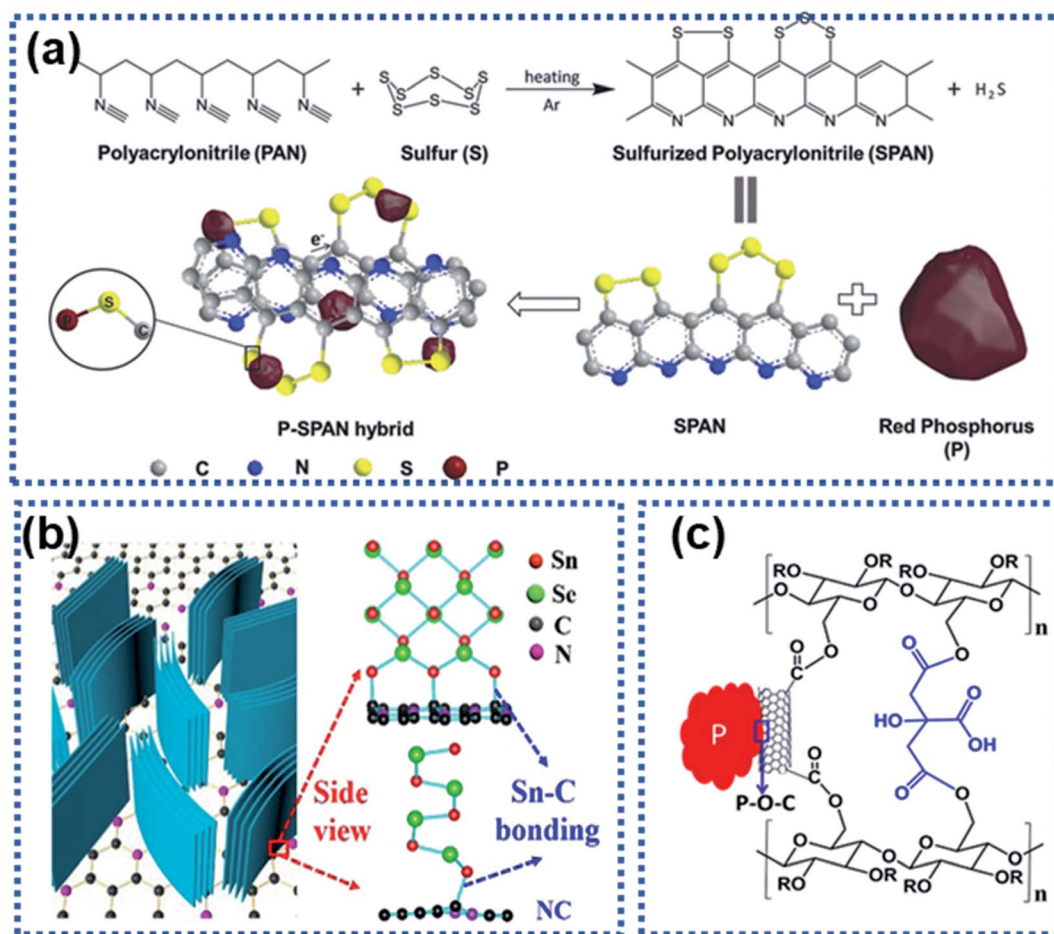 (a)
N N N N N
+
S S S S S S S S
heating
Ar
S S S S S
N N N N N
+ H₂S
Polyacrylonitrile (PAN)
Sulfur (S)
Sulfurized Polyacrylonitrile (SPAN)
e⁻
P S C
P-SPAN hybrid
SPAN
Red Phosphorus
(P)
C N S P
(b)
Sn
Se
C
N
Side
view
Sn-C
bonding
NC
(c)
RO OR RO OR
O O
O O O
n
O O
C O O O
P
HO O
OH
P-O-C
C O O O
O O
O O O
RO OR RO OR
n